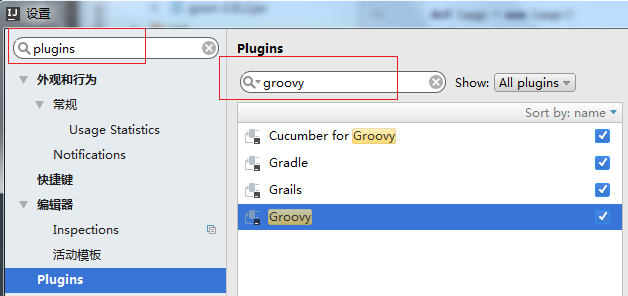 IJ 设置
plugins
外观和行为
常规
Usage Statistics
Notifications
快捷键
编辑器
Inspections
活动模板
Plugins
Plugins
groovy
Show: All plugins
Sort by: name
Cucumber for Groovy
Gradle
Grails
Groovy